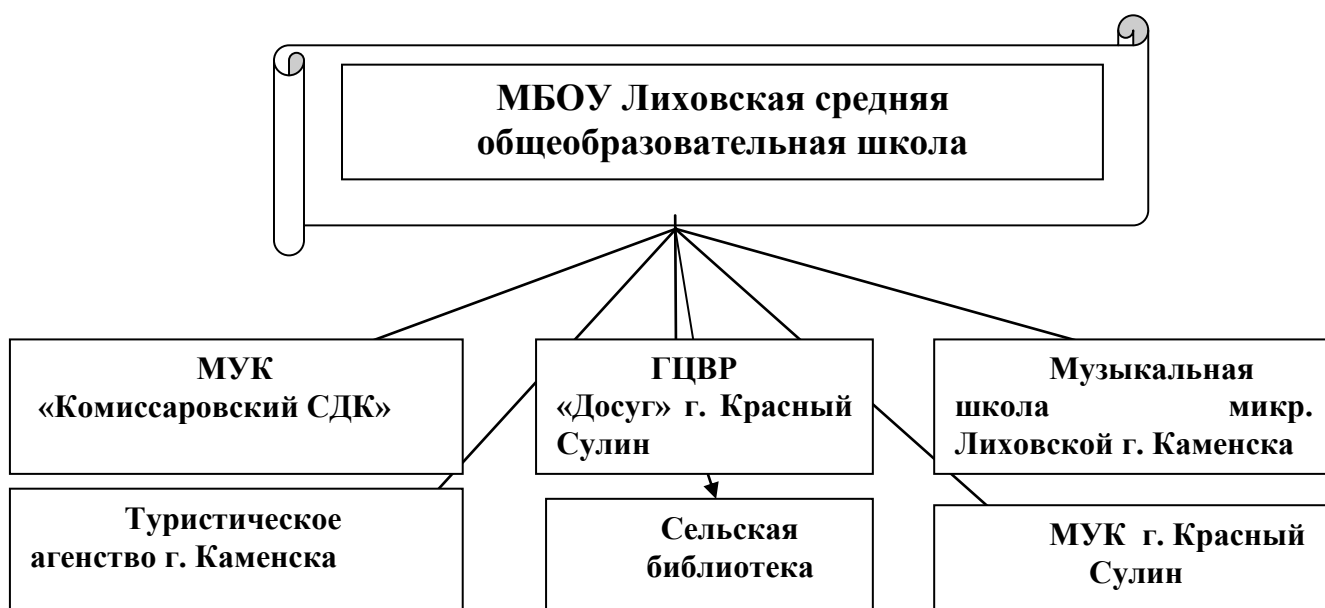 МБОУ Лиховская средняя
общеобразовательная школа
МУК
«Комиссаровский СДК»
ГЦВР
«Досуг» г. Красный
Сулин
Музыкальная
школа микр.
Лиховской г. Каменска
Туристическое
агенство г. Каменска
Сельская
библиотека
МУК г. Красный
Сулин